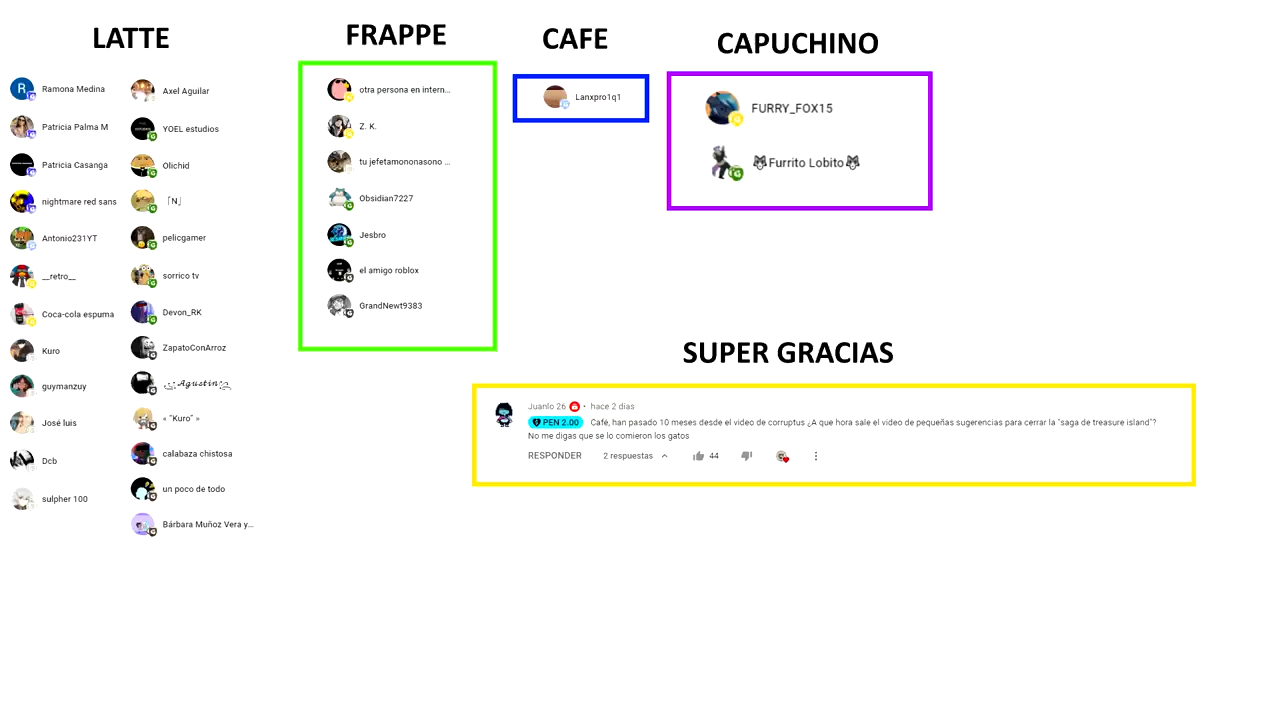 LATTE
Ramona Medina
Patricia Palma M
Patricia Casanga
nightmare red sans
Antonio231YT
__retro__
Coca-cola espuma
Kuro
guymanzuy
José luis
Dcb
sulpher 100
Axel Aguilar
YOEL estudios
Olichid
「N」
pelicgamer
sorrico tv
Devon_RK
ZapatoConArroz
𝓐𝓰𝓾𝓼𝓽𝓲𝓷
« "Kuro" »
calabaza chistosa
un poco de todo
Bárbara Muñoz Vera y...
FRAPPE
otra persona en intern...
Z. K.
tu jefetamononasono ...
Obsidian7227
Jesbro
el amigo roblox
GrandNewt9383
CAFE
Lanxpro1q1
CAPUCHINO
FURRY_FOX15
🐺Furrito Lobito🐺
SUPER GRACIAS
Juanlo 26 • hace 2 días
PEN 2.00 Café, han pasado 10 meses desde el video de corruptus ¿A que hora sale el video de pequeñas sugerencias para cerrar la "saga de treasure island"?
No me digas que se lo comieron los gatos
RESPONDER 2 respuestas 44